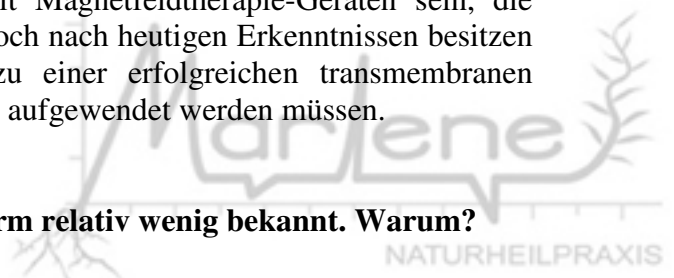 mit Magnetfeldtherapie-Geräten sein, die
doch nach heutigen Erkenntnissen besitzen
zu einer erfolgreichen transmembranen
aufgewendet werden müssen.
Marlene
rm relativ wenig bekannt. Warum?
NATURHEILPRAXIS